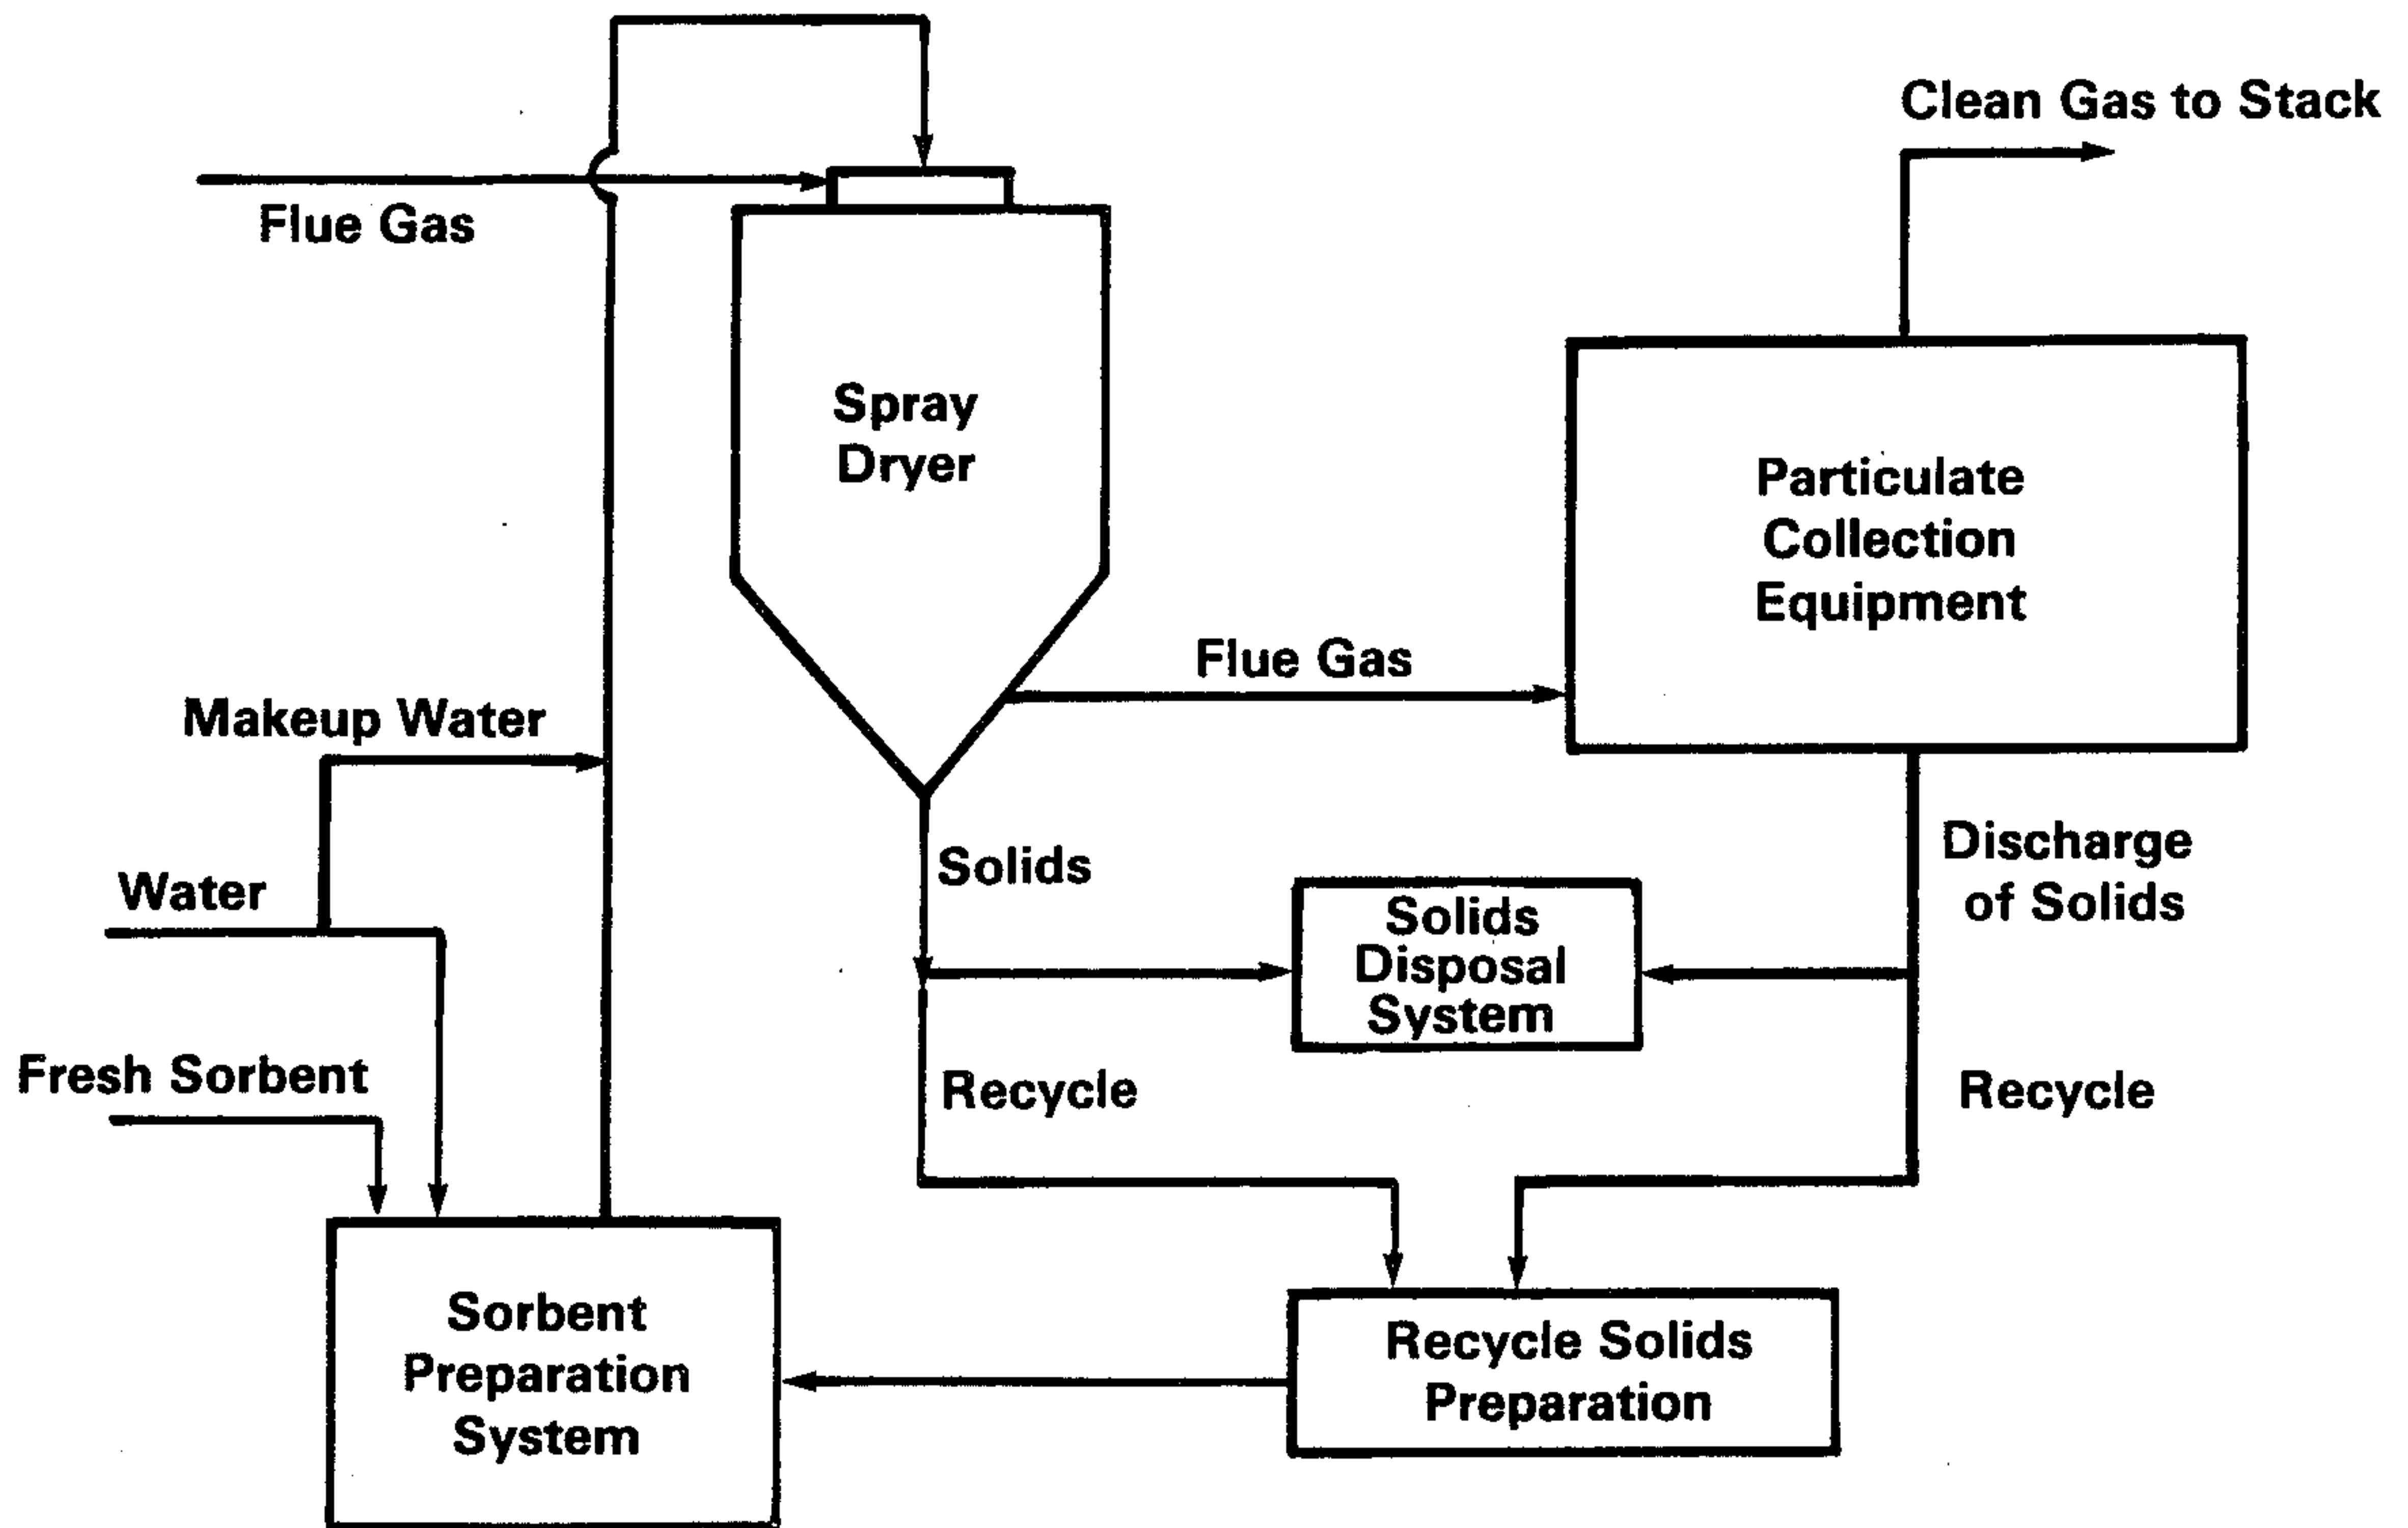 Clean Gas to Stack
Flue Gas
Spray
Dryer
Particulate
Collection
Equipment
Flue Gas
Makeup Water
Water
Solids
Discharge
of Solids
Solids
Disposal
System
Fresh Sorbent
Recycle
Recycle
Sorbent
Preparation
System
Recycle Solids
Preparation